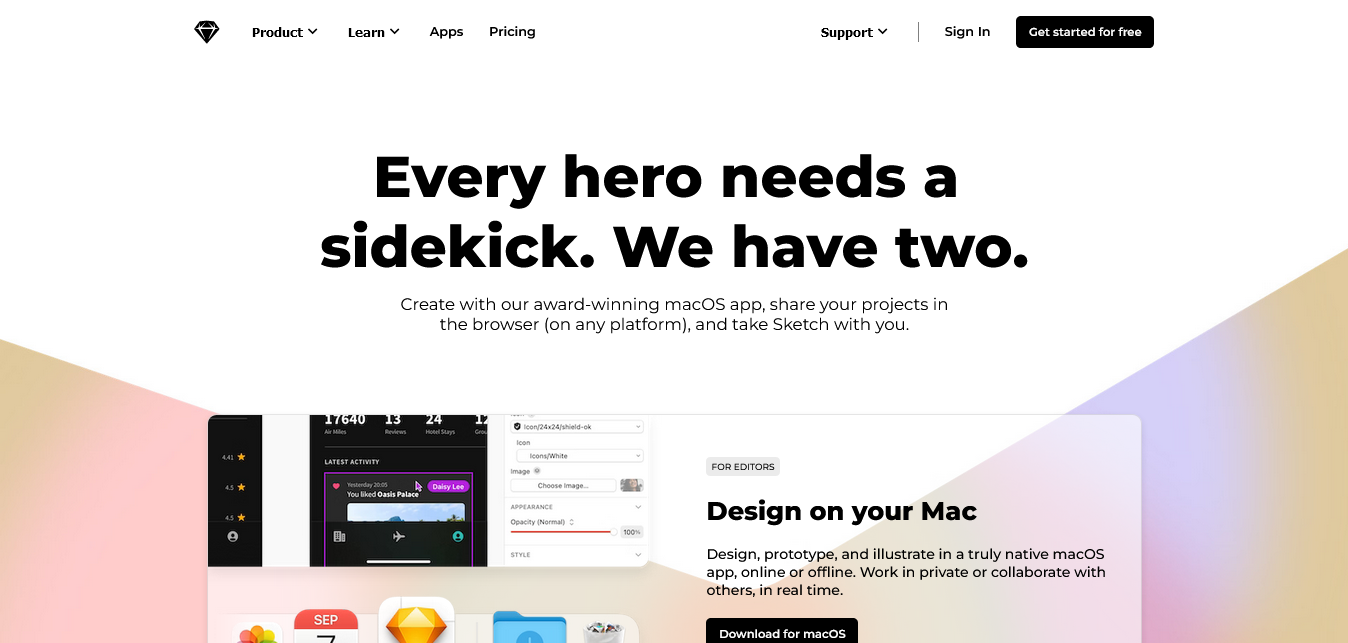 Product
Learn
Apps
Pricing
Support
Sign In
Get started for free
Every hero needs a
sidekick. We have two.
Create with our award-winning macOS app, share your projects in
the browser (on any platform), and take Sketch with you.
17640 13 24
Air Miles Reviews Hotel Stays
LATEST ACTIVITY
4.41
4.5
4.5
Yesterday 20:05
You liked Oasis Palace
Daisy Lee
Icon/24x24/shield-ok
Icon
Icons/White
Image
Choose Image...
APPEARANCE
Opacity (Normal)
100%
STYLE
SEP
7
FOR EDITORS
Design on your Mac
Design, prototype, and illustrate in a truly native macOS
app, online or offline. Work in private or collaborate with
others, in real time.
Download for macOS